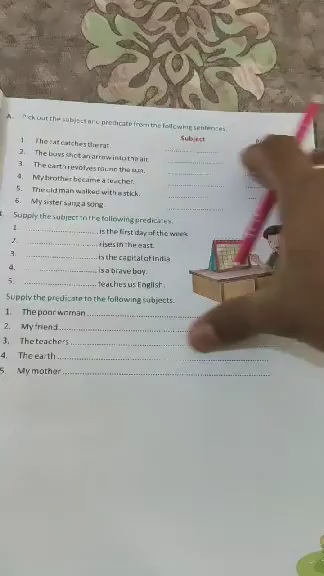 A. Pick out the subject and predicate from the following sentences.
Subject
1. The cat catches the rat.
2. The boys shot an arrow into the air.
3. The earth revolves round the sun.
4. My brother became a teacher.
5. The old man walked with a stick.
6. My sister sang a song.
Supply the subject to the following predicates.
1. .............................. is the first day of the week.
2. .............................. rises in the east.
3. .............................. is the capital of India.
4. .............................. is a brave boy.
5. .............................. teaches us English.
Supply the predicate to the following subjects.
1. The poor woman ..............................
2. My friend ..............................
3. The teachers ..............................
4. The earth ..............................
5. My mother ..............................